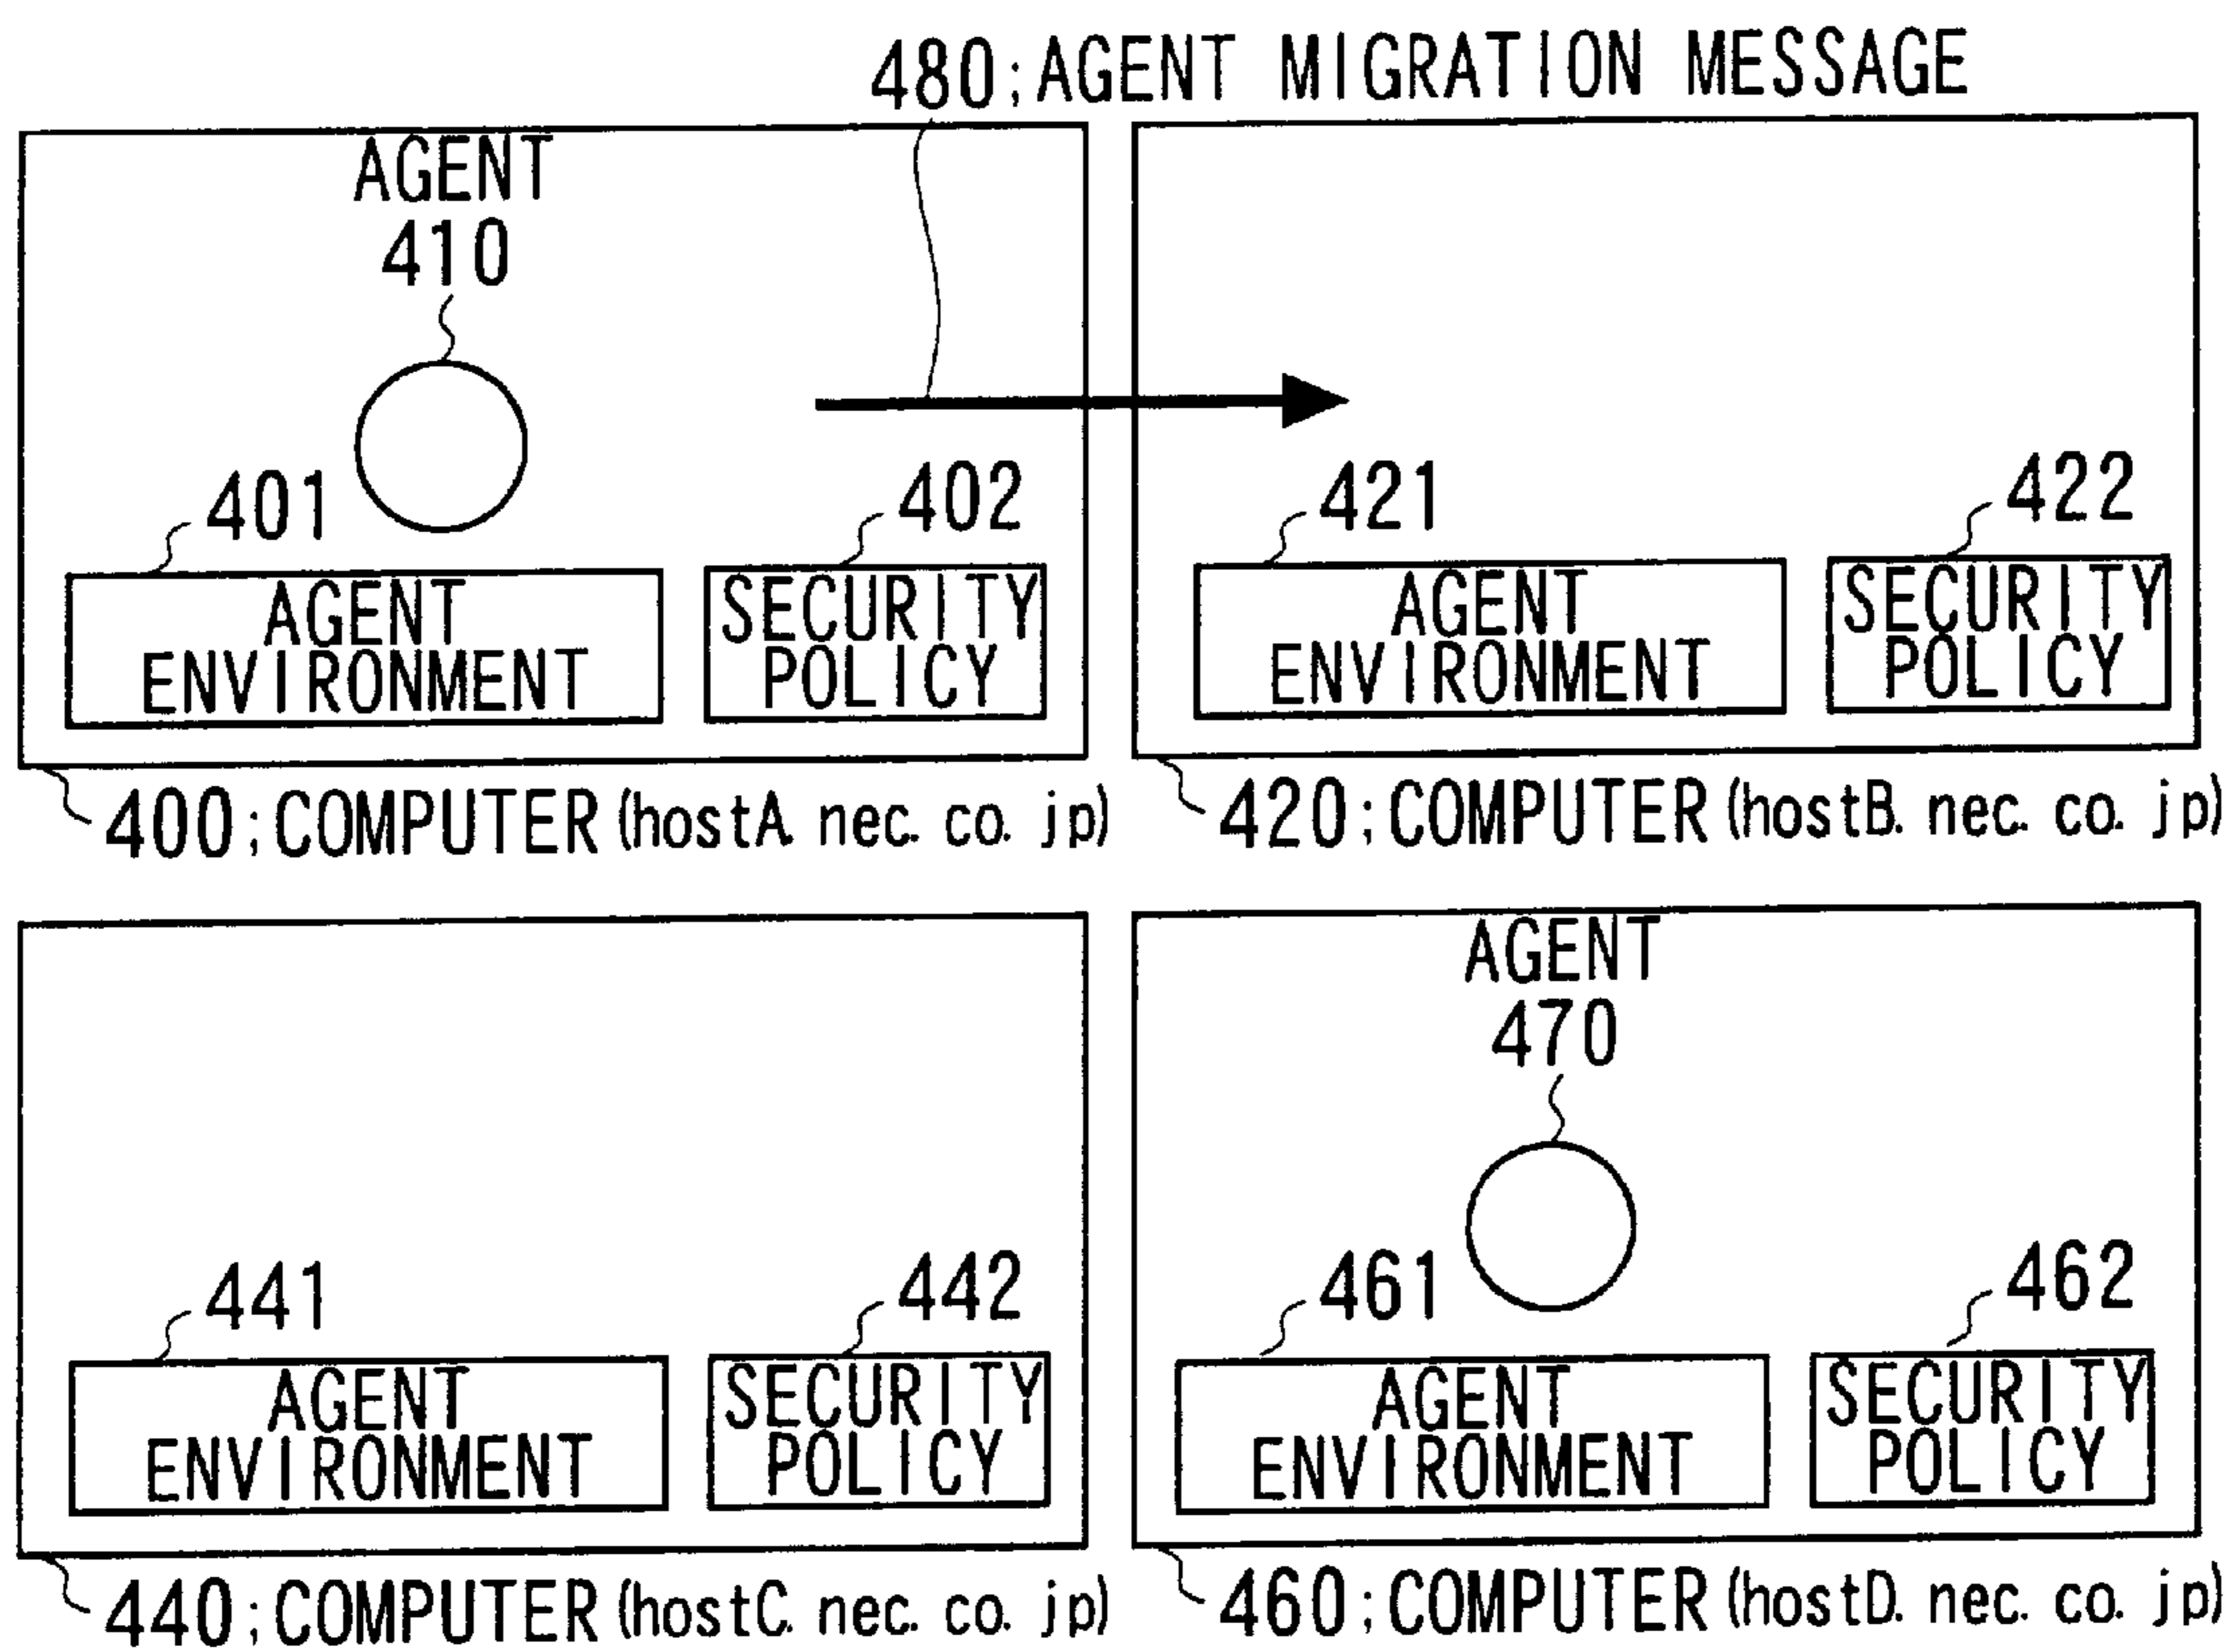 480; AGENT MIGRATION MESSAGE
AGENT
410
401
402
AGENT
ENVIRONMENT
SECURITY
POLICY
400; COMPUTER (hostA. nec. co. jp)
421
422
AGENT
ENVIRONMENT
SECURITY
POLICY
420; COMPUTER (hostB. nec. co. jp)
441
442
AGENT
ENVIRONMENT
SECURITY
POLICY
440; COMPUTER (hostC. nec. co. jp)
AGENT
470
461
462
AGENT
ENVIRONMENT
SECURITY
POLICY
460; COMPUTER (hostD. nec. co. jp)